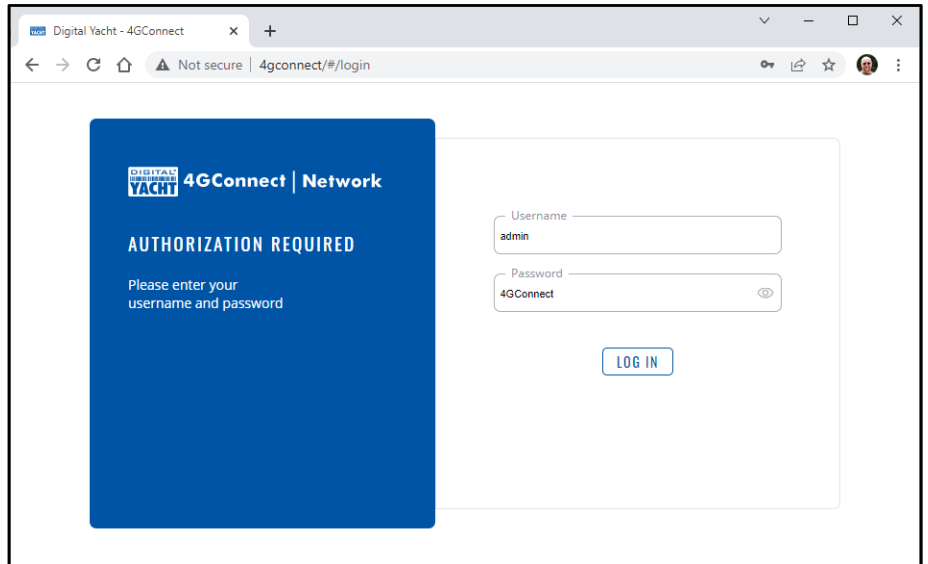 Digital Yacht - 4GConnect
Not secure | 4gconnect/#/login
DIGITAL
YACHT
4GConnect | Network
AUTHORIZATION REQUIRED
Please enter your
username and password
Username
admin
Password
4GConnect
LOG IN